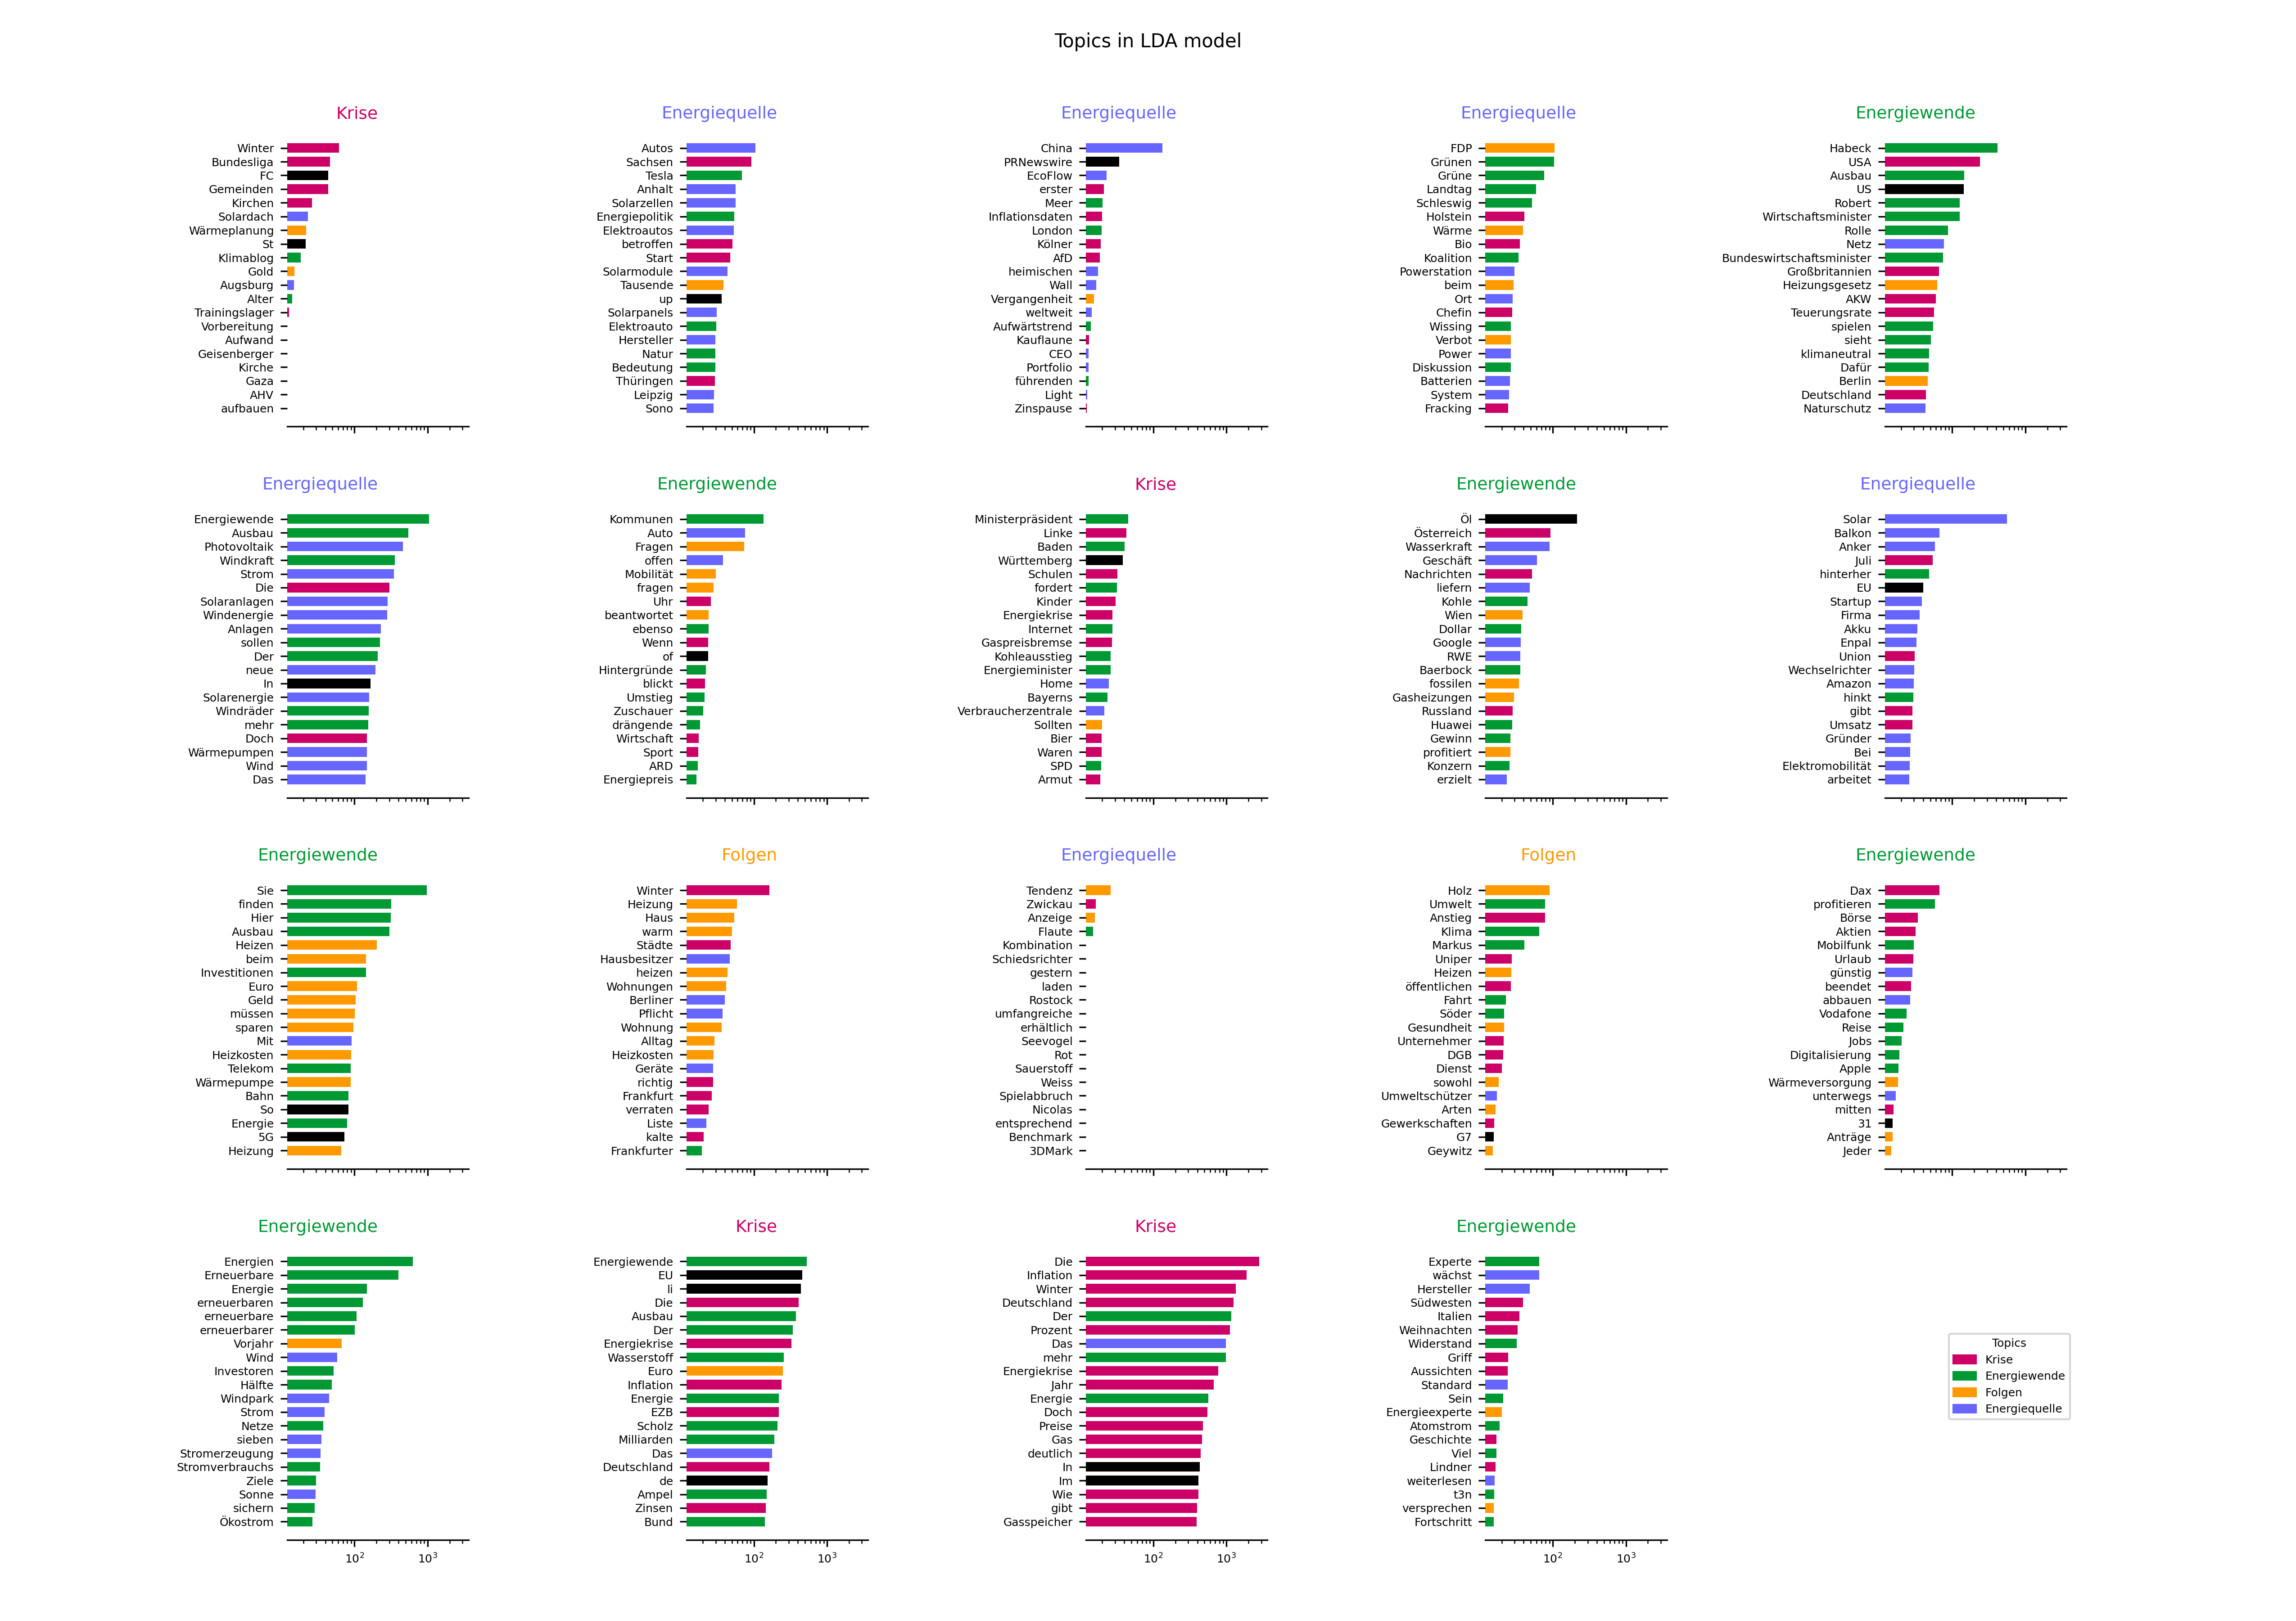 Topics in LDA model
Krise
Winter
Bundesliga
FC
Gemeinden
Kirchen
Solardach
Wärmeplanung
St
Klimablog
Gold
Augsburg
Alter
Trainingslager
Vorbereitung
Aufwand
Geisenberger
Kirche
Gaza
AHV
aufbauen
Energiequelle
Autos
Sachsen
Tesla
Anhalt
Solarzellen
Energiepolitik
Elektroautos
betroffen
Start
Solarmodule
Tausende
up
Solarpanels
Elektroauto
Hersteller
Natur
Bedeutung
Thüringen
Leipzig
Sono
Energiequelle
China
PRNewswire
EcoFlow
erster
Meer
Inflationsdaten
London
Kölner
AfD
heimischen
Wall
Vergangenheit
weltweit
Aufwärtstrend
Kauflaune
CEO
Portfolio
führenden
Light
Zinspause
Energiequelle
FDP
Grünen
Grüne
Landtag
Schleswig
Holstein
Wärme
Bio
Koalition
Powerstation
beim
Ort
Chefin
Wissing
Verbot
Power
Diskussion
Batterien
System
Fracking
Energiewende
Habeck
USA
Ausbau
US
Robert
Wirtschaftsminister
Rolle
Netz
Bundeswirtschaftsminister
Großbritannien
Heizungsgesetz
AKW
Teuerungsrate
spielen
sieht
klimaneutral
Dafür
Berlin
Deutschland
Naturschutz
Energiequelle
Energiewende
Ausbau
Photovoltaik
Windkraft
Strom
Die
Solaranlagen
Windenergie
Anlagen
sollen
Der
neue
In
Solarenergie
Windräder
mehr
Doch
Wärmepumpen
Wind
Das
Energiewende
Kommunen
Auto
Fragen
offen
Mobilität
fragen
Uhr
beantwortet
ebenso
Wenn
of
Hintergründe
blickt
Umstieg
Zuschauer
drängende
Wirtschaft
Sport
ARD
Energiepreis
Krise
Ministerpräsident
Linke
Baden
Württemberg
Schulen
fordert
Kinder
Energiekrise
Internet
Gaspreisbremse
Kohleausstieg
Energieminister
Home
Bayerns
Verbraucherzentrale
Sollten
Bier
Waren
SPD
Armut
Energiewende
Öl
Österreich
Wasserkraft
Geschäft
Nachrichten
liefern
Kohle
Wien
Dollar
Google
RWE
Baerbock
fossilen
Gasheizungen
Russland
Huawei
Gewinn
profitiert
Konzern
erzielt
Energiequelle
Solar
Balkon
Anker
Juli
hinterher
EU
Startup
Firma
Akku
Enpal
Union
Wechselrichter
Amazon
hinkt
gibt
Umsatz
Gründer
Bei
Elektromobilität
arbeitet
Energiewende
Sie
finden
Hier
Ausbau
Heizen
beim
Investitionen
Euro
Geld
müssen
sparen
Mit
Heizkosten
Telekom
Wärmepumpe
Bahn
So
Energie
5G
Heizung
Folgen
Winter
Heizung
Haus
warm
Städte
Hausbesitzer
heizen
Wohnungen
Berliner
Pflicht
Wohnung
Alltag
Heizkosten
Geräte
richtig
Frankfurt
verraten
Liste
kalte
Frankfurter
Energiequelle
Tendenz
Zwickau
Anzeige
Flaute
Kombination
Schiedsrichter
gestern
laden
Rostock
umfangreiche
erhältlich
Seevogel
Rot
Sauerstoff
Weiss
Spielabbruch
Nicolas
entsprechend
Benchmark
3DMark
Folgen
Holz
Umwelt
Anstieg
Klima
Markus
Uniper
Heizen
öffentlichen
Fahrt
Söder
Gesundheit
Unternehmer
DGB
Dienst
sowohl
Umweltschützer
Arten
Gewerkschaften
G7
Geywitz
Energiewende
Dax
profitieren
Börse
Aktien
Mobilfunk
Urlaub
günstig
beendet
abbauen
Vodafone
Reise
Jobs
Digitalisierung
Apple
Wärmeversorgung
unterwegs
mitten
31
Anträge
Jeder
Energiewende
Energien
Erneuerbare
Energie
erneuerbaren
erneuerbare
erneuerbarer
Vorjahr
Wind
Investoren
Hälfte
Windpark
Strom
Netze
sieben
Stromerzeugung
Stromverbrauchs
Ziele
Sonne
sichern
Ökostrom
10² 10³
Krise
Energiewende
EU
li
Die
Ausbau
Der
Energiekrise
Wasserstoff
Euro
Inflation
Energie
EZB
Scholz
Milliarden
Das
Deutschland
de
Ampel
Zinsen
Bund
10² 10³
Krise
Die
Inflation
Winter
Deutschland
Der
Prozent
Das
mehr
Energiekrise
Jahr
Energie
Doch
Preise
Gas
deutlich
In
Im
Wie
gibt
Gasspeicher
10² 10³
Energiewende
Experte
wächst
Hersteller
Südwesten
Italien
Weihnachten
Widerstand
Griff
Aussichten
Standard
Sein
Energieexperte
Atomstrom
Geschichte
Viel
Lindner
weiterlesen
t3n
versprechen
Fortschritt
10² 10³
Topics
Krise
Energiewende
Folgen
Energiequelle